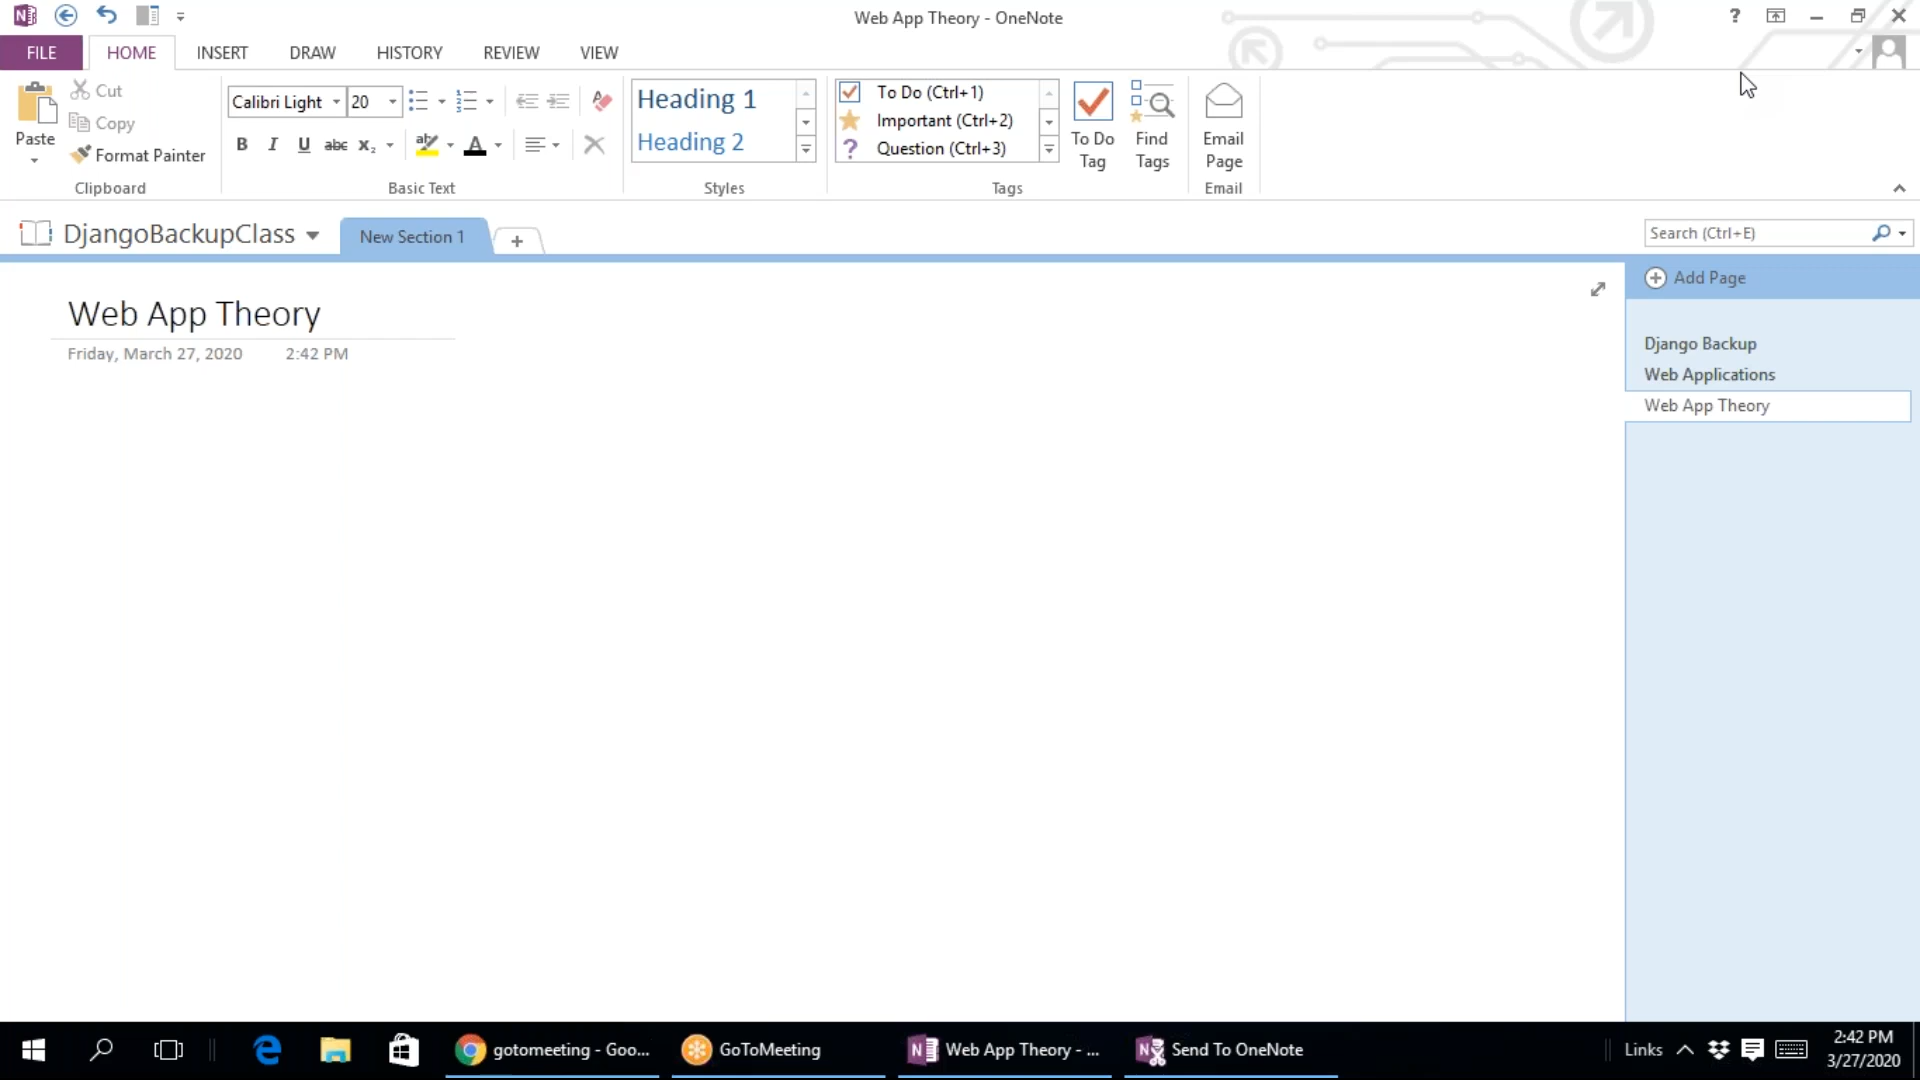 Web App Theory - OneNote
?
FILE HOME INSERT DRAW HISTORY REVIEW VIEW
Paste
Cut
Copy
Format Painter
Clipboard
Calibri Light 20
B I U abc X₂ ab A
Basic Text
Heading 1
Heading 2
Styles
To Do (Ctrl+1)
Important (Ctrl+2)
? Question (Ctrl+3)
To Do Tag
Find Tags
Tags
Email Page
Email
DjangoBackupClass
New Section 1
+
Search (Ctrl+E)
Web App Theory
Friday, March 27, 2020 2:42 PM
Add Page
Django Backup
Web Applications
Web App Theory
gotomeeting - Goo...
GoToMeeting
Web App Theory - ...
Send To OneNote
Links
2:42 PM
3/27/2020